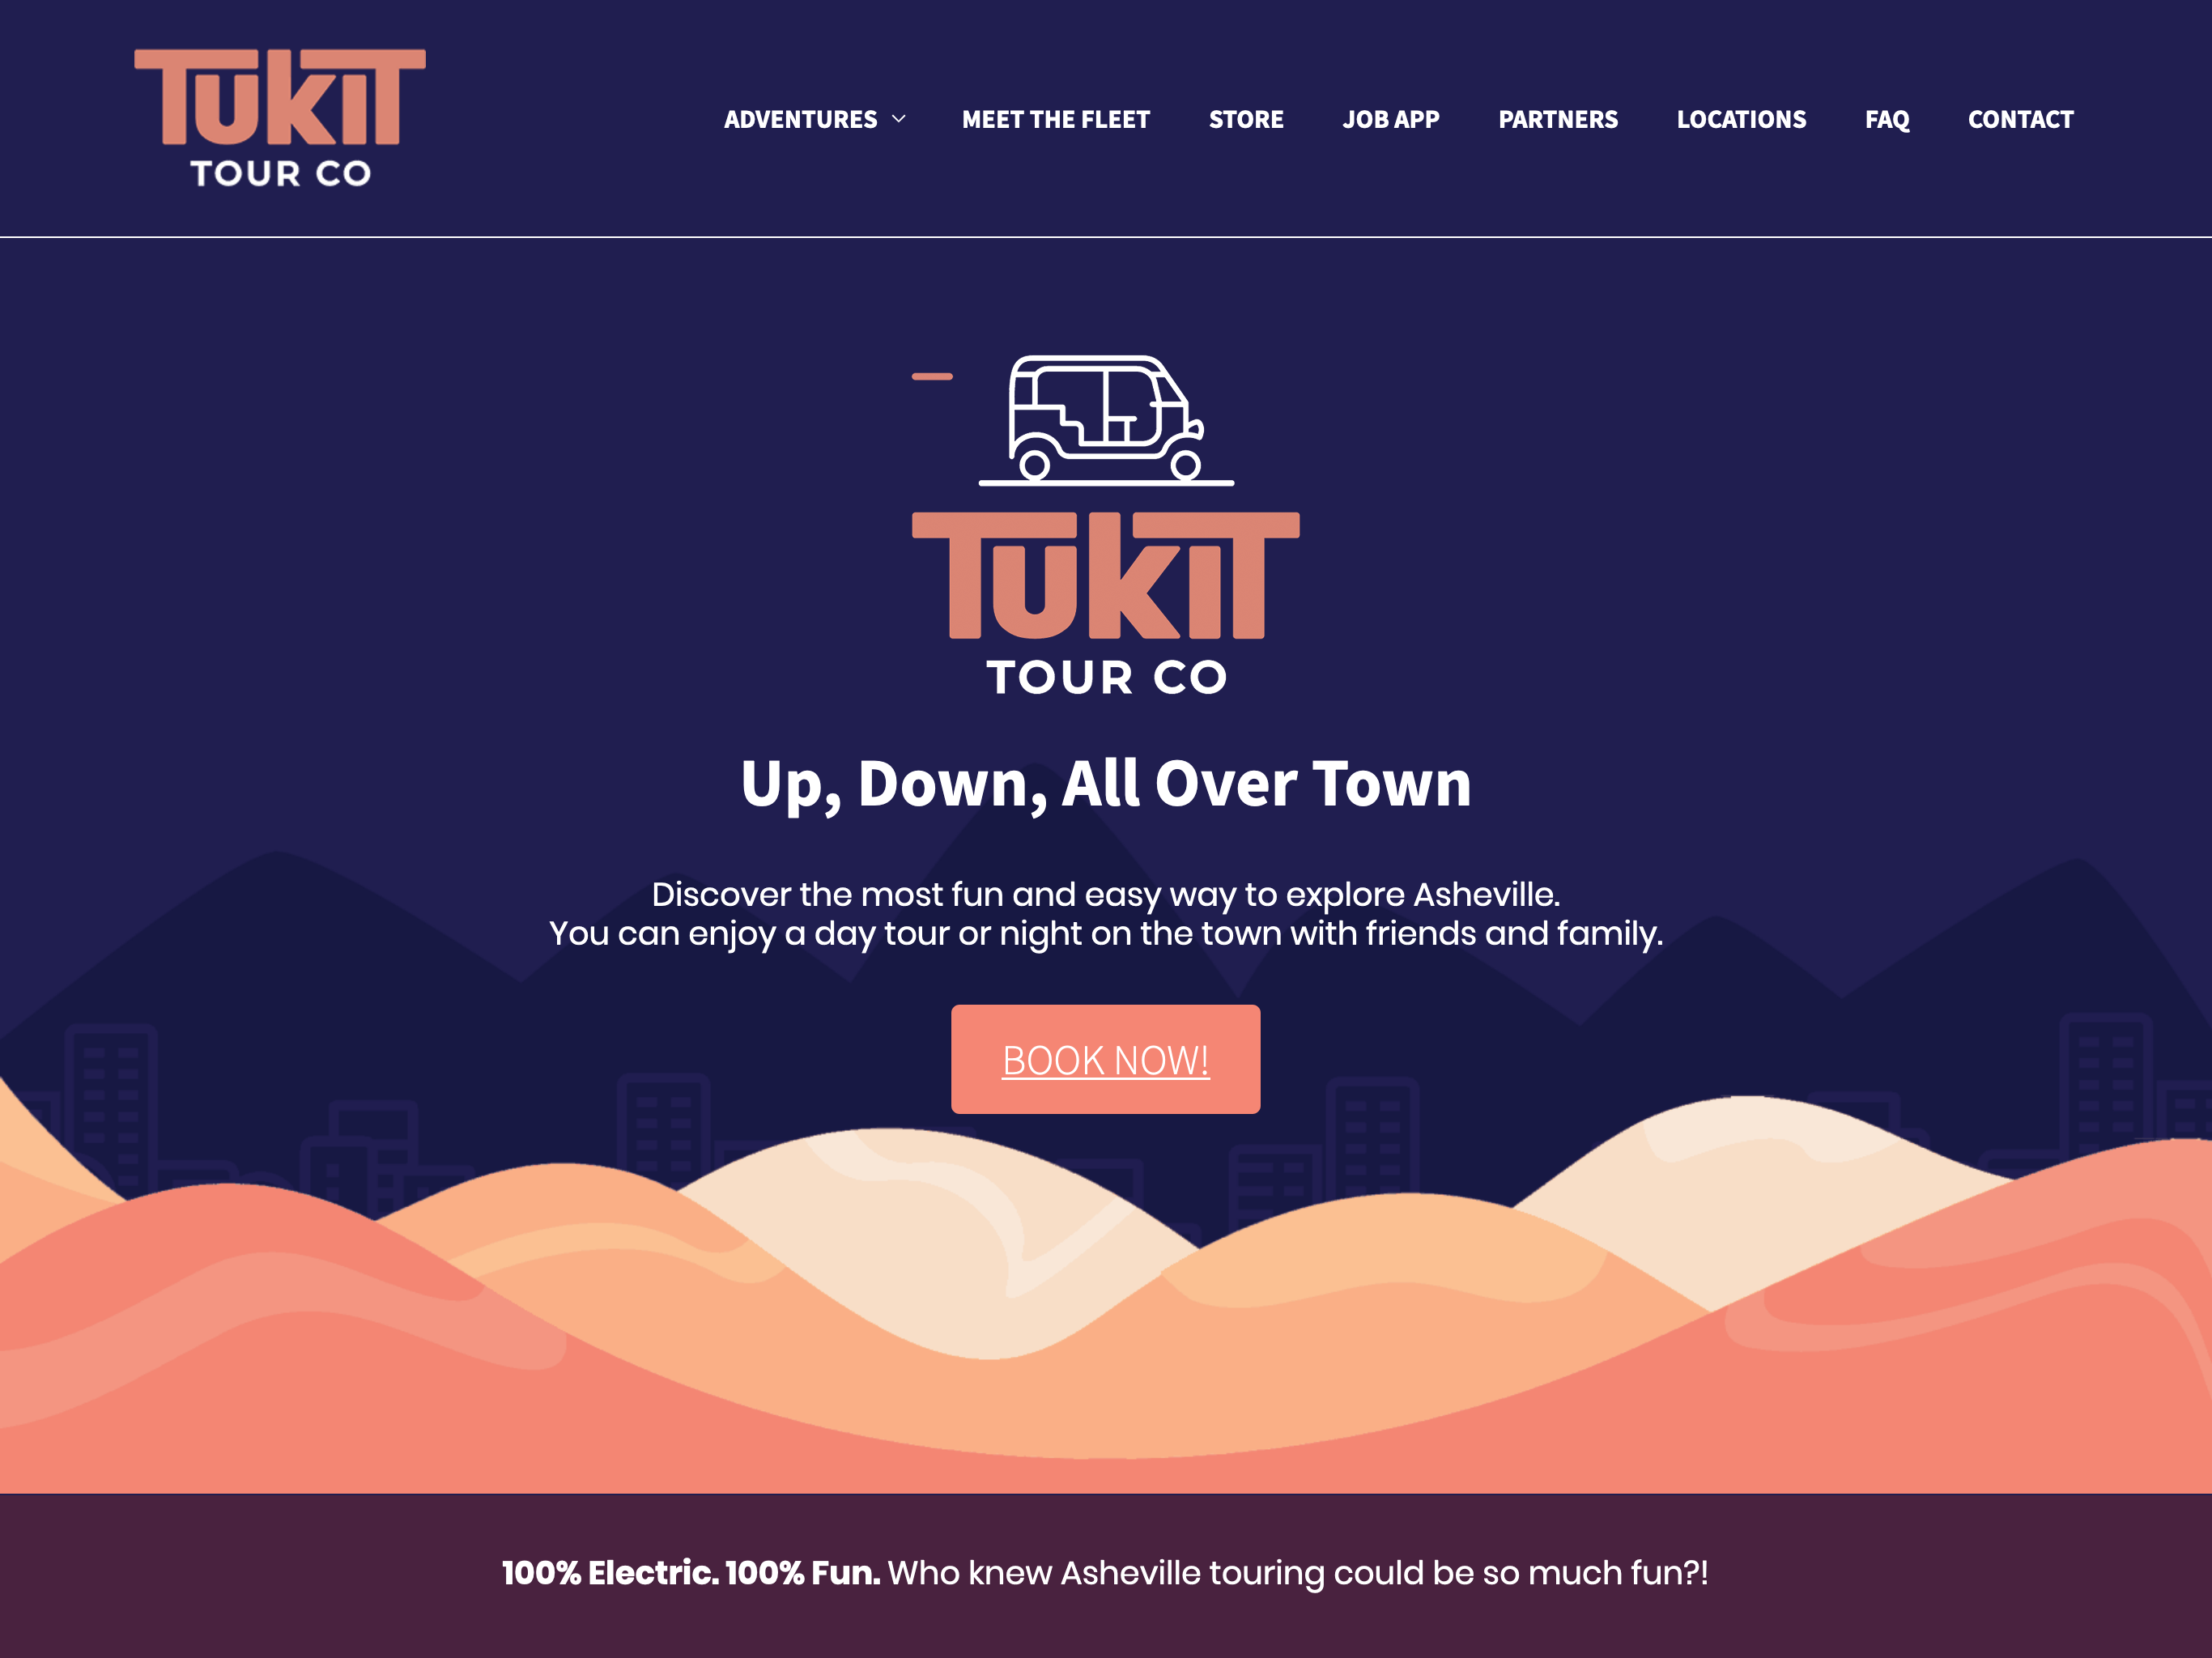 TUKIT
TOUR CO
ADVENTURES MEET THE FLEET STORE JOB APP PARTNERS LOCATIONS FAQ CONTACT
TUKIT
TOUR CO
Up, Down, All Over Town
Discover the most fun and easy way to explore Asheville.
You can enjoy a day tour or night on the town with friends and family.
BOOK NOW!
100% Electric. 100% Fun. Who knew Asheville touring could be so much fun?!